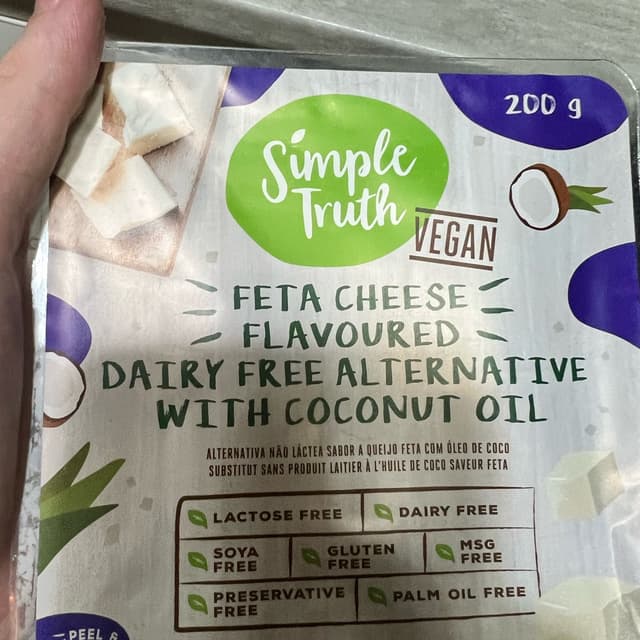 200 g
Simple
Truth
VEGAN
FETA CHEESE
FLAVOURED
DAIRY FREE ALTERNATIVE
WITH COCONUT OIL
ALTERNATIVA NÃO LÁCTEA SABOR A QUEIJO FETA COM ÓLEO DE COCO
SUBSTITUT SANS PRODUIT LAITIER À L'HUILE DE COCO SAVEUR FETA
LACTOSE FREE
DAIRY FREE
SOYA
FREE
GLUTEN
FREE
MSG
FREE
PRESERVATIVE
FREE
PALM OIL FREE
PEEL